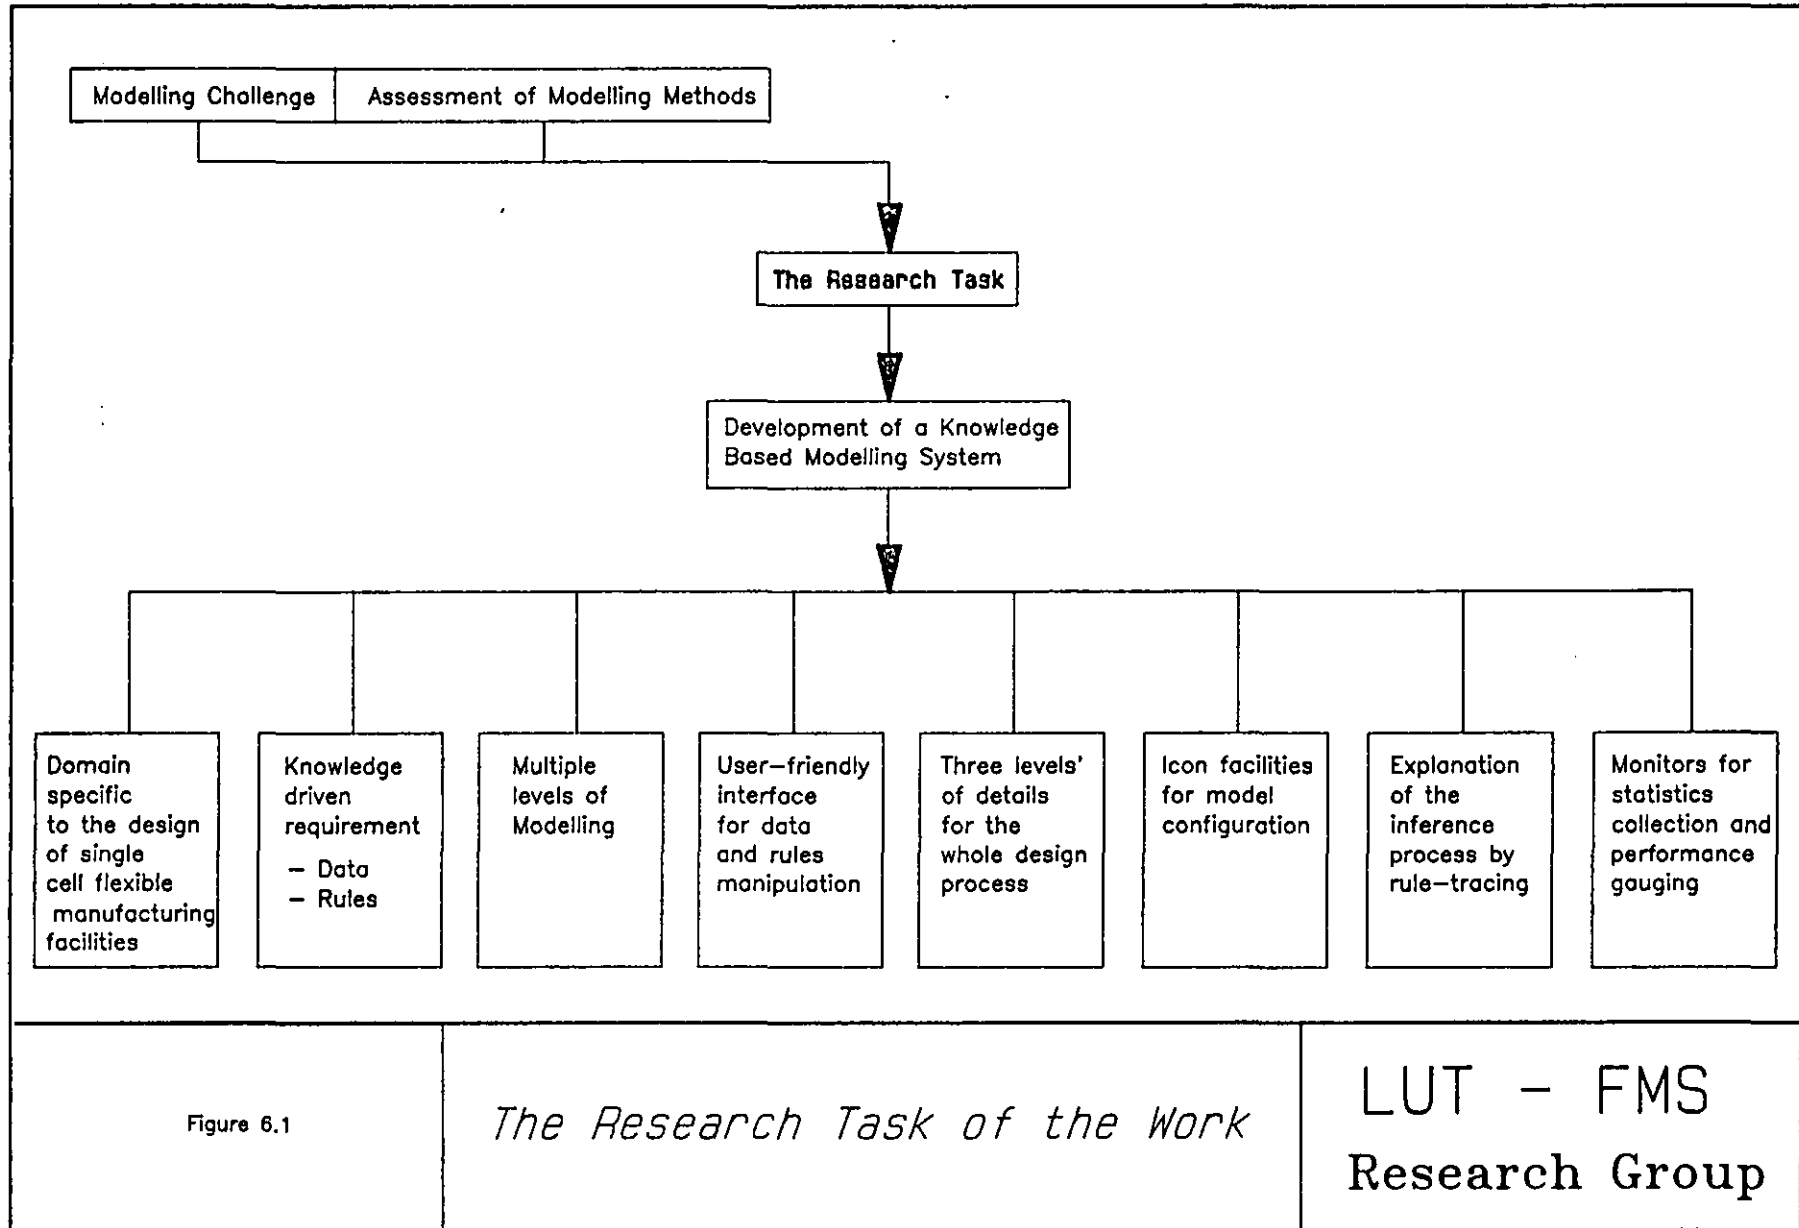 Modelling Challenge
Assessment of Modelling Methods
The Research Task
Development of a Knowledge
Based Modelling System
Domain
specific
to the design
of single
cell flexible
manufacturing
facilities
Knowledge
driven
requirement
– Data
– Rules
Multiple
levels of
Modelling
User–friendly
interface
for data
and rules
manipulation
Three levels'
of details
for the
whole design
process
Icon facilities
for model
configuration
Explanation
of the
inference
process by
rule–tracing
Monitors for
statistics
collection and
performance
gauging
Figure 6.1
The Research Task of the Work
LUT – FMS
Research Group